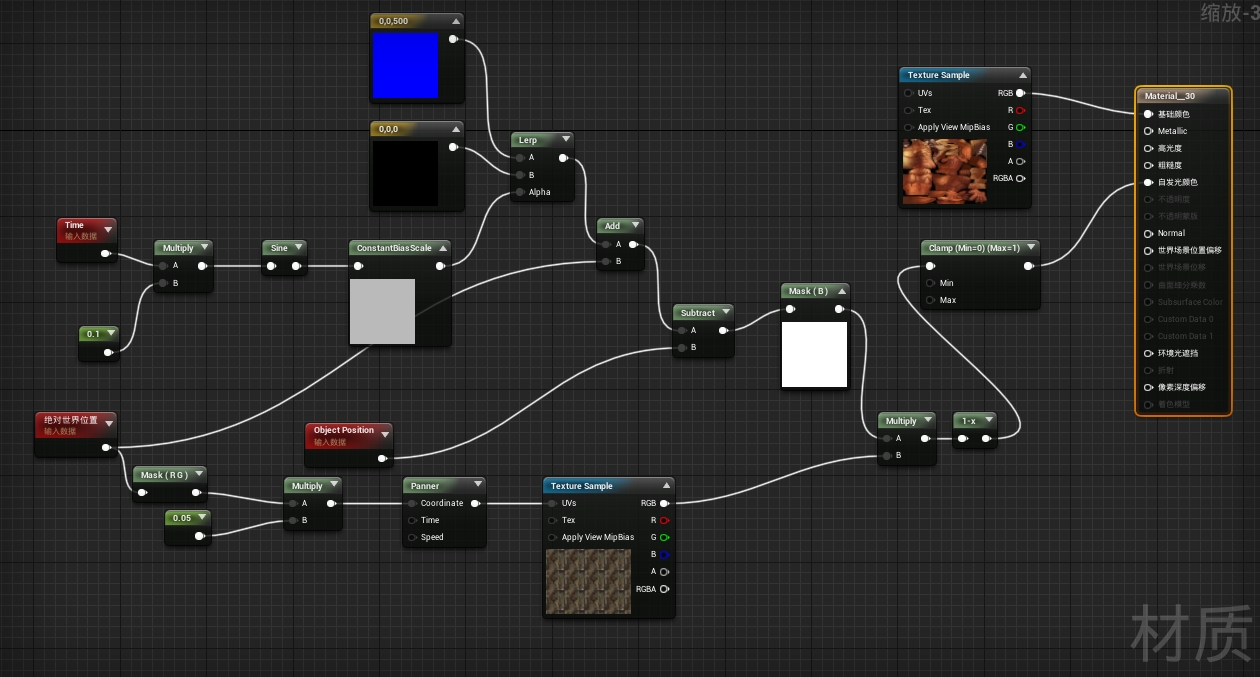 缩放-3
0,0,500
0,0,0
Lerp
A
B
Alpha
Time
输入数据
Multiply
A
B
0.1
Sine
ConstantBiasScale
Add
A
B
Subtract
A
B
Mask ( B )
Texture Sample
UVs
RGB
Tex
R
Apply View MipBias
G
B
A
RGBA
Clamp (Min=0) (Max=1)
Min
Max
Material__30
基础颜色
Metallic
高光度
粗糙度
自发光颜色
不透明度
不透明蒙版
Normal
世界场景位置偏移
世界场景位移
曲面细分乘数
Subsurface Color
Custom Data 0
Custom Data 1
环境光遮挡
折射
像素深度偏移
着色模型
绝对世界位置
输入数据
Object Position
输入数据
Mask ( R G )
0.05
Multiply
A
B
Panner
Coordinate
Time
Speed
Texture Sample
UVs
RGB
Tex
R
Apply View MipBias
G
B
A
RGBA
Multiply
A
B
1-x
材质